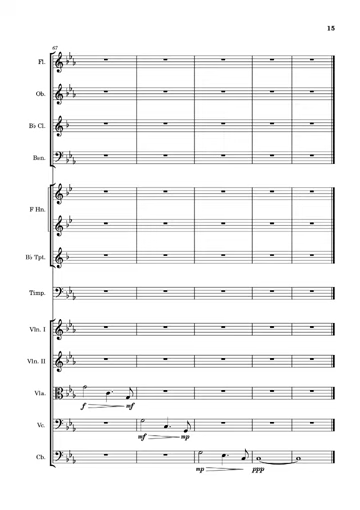 15
67
Fl.
Ob.
B♭ Cl.
Bsn.
F Hn.
B♭ Tpt.
Timp.
Vln. I
Vln. II
Vla.
f mf
Vc.
mf mp
Cb.
mp ppp